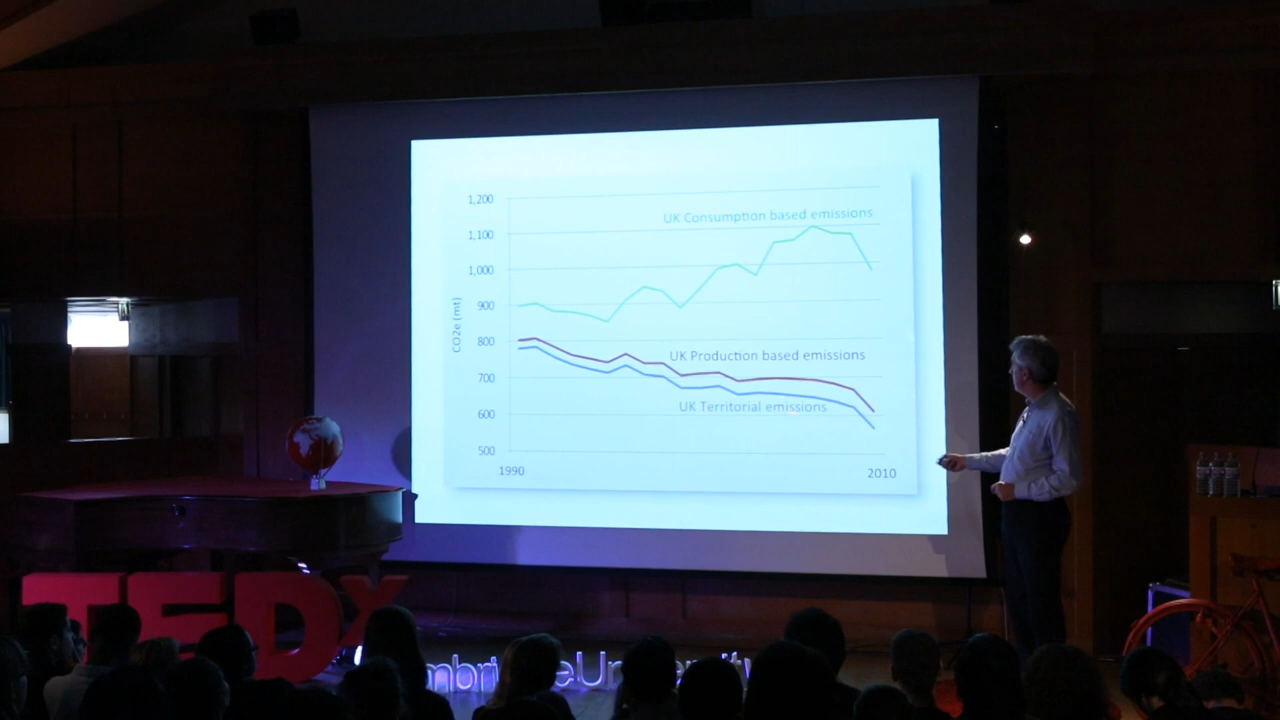 1,200
UK Consumption based emissions
1,100
1,000
900
CO2e (mt)
800
UK Production based emissions
700
UK Territorial emissions
600
500
1990
2010
TEDx